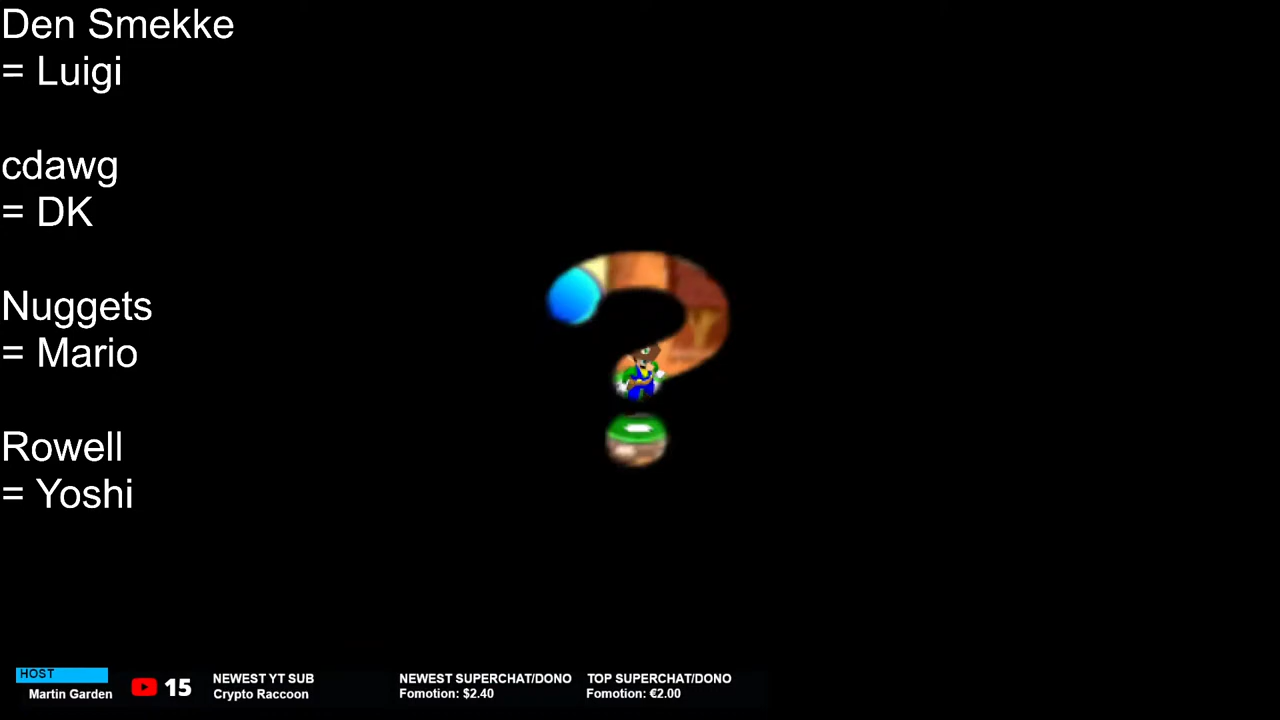 Den Smekke
= Luigi
cdawg
= DK
Nuggets
= Mario
Rowell
= Yoshi
HOST
Martin Garden
15
NEWEST YT SUB
Crypto Raccoon
NEWEST SUPERCHAT/DONO
Fomotion: $2.40
TOP SUPERCHAT/DONO
Fomotion: €2.00